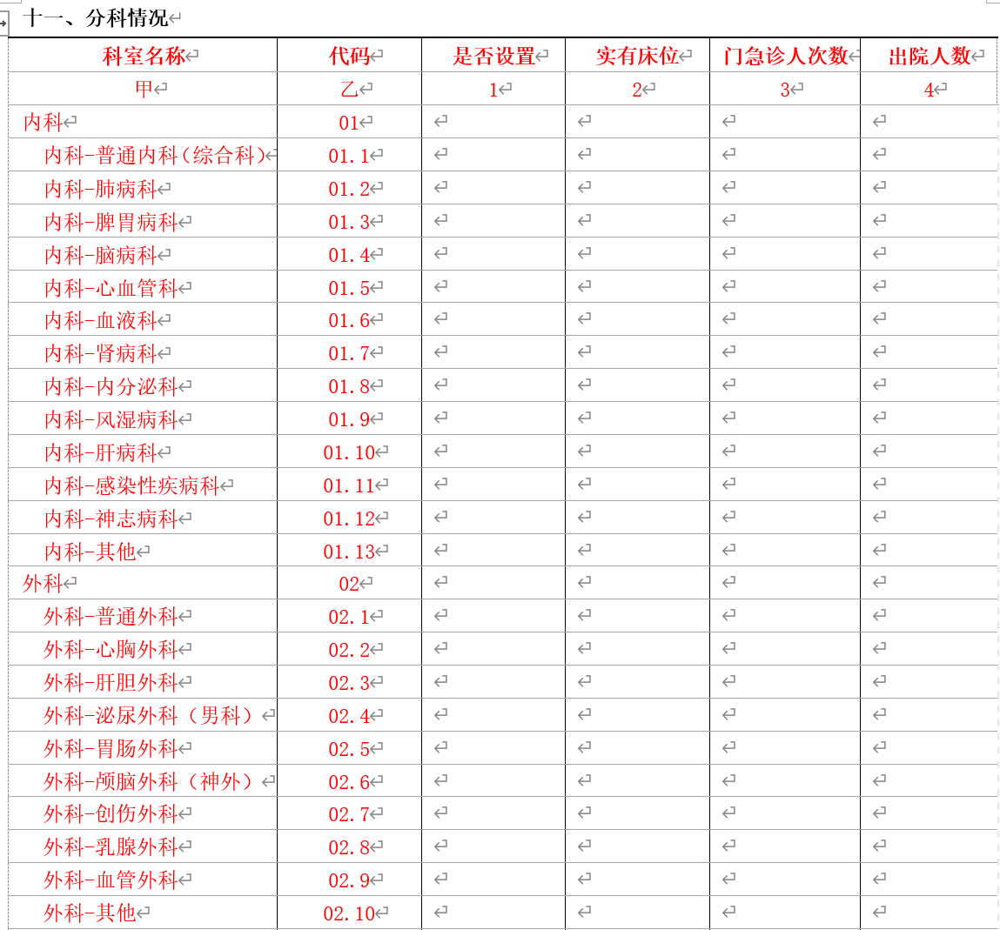 十一、分科情况
科室名称 代码 是否设置 实有床位 门急诊人次数 出院人数
甲 乙 1 2 3 4
内科 01
内科-普通内科(综合科) 01.1
内科-肺病科 01.2
内科-脾胃病科 01.3
内科-脑病科 01.4
内科-心血管科 01.5
内科-血液科 01.6
内科-肾病科 01.7
内科-内分泌科 01.8
内科-风湿病科 01.9
内科-肝病科 01.10
内科-感染性疾病科 01.11
内科-神志病科 01.12
内科-其他 01.13
外科 02
外科-普通外科 02.1
外科-心胸外科 02.2
外科-肝胆外科 02.3
外科-泌尿外科（男科） 02.4
外科-胃肠外科 02.5
外科-颅脑外科（神外） 02.6
外科-创伤外科 02.7
外科-乳腺外科 02.8
外科-血管外科 02.9
外科-其他 02.10